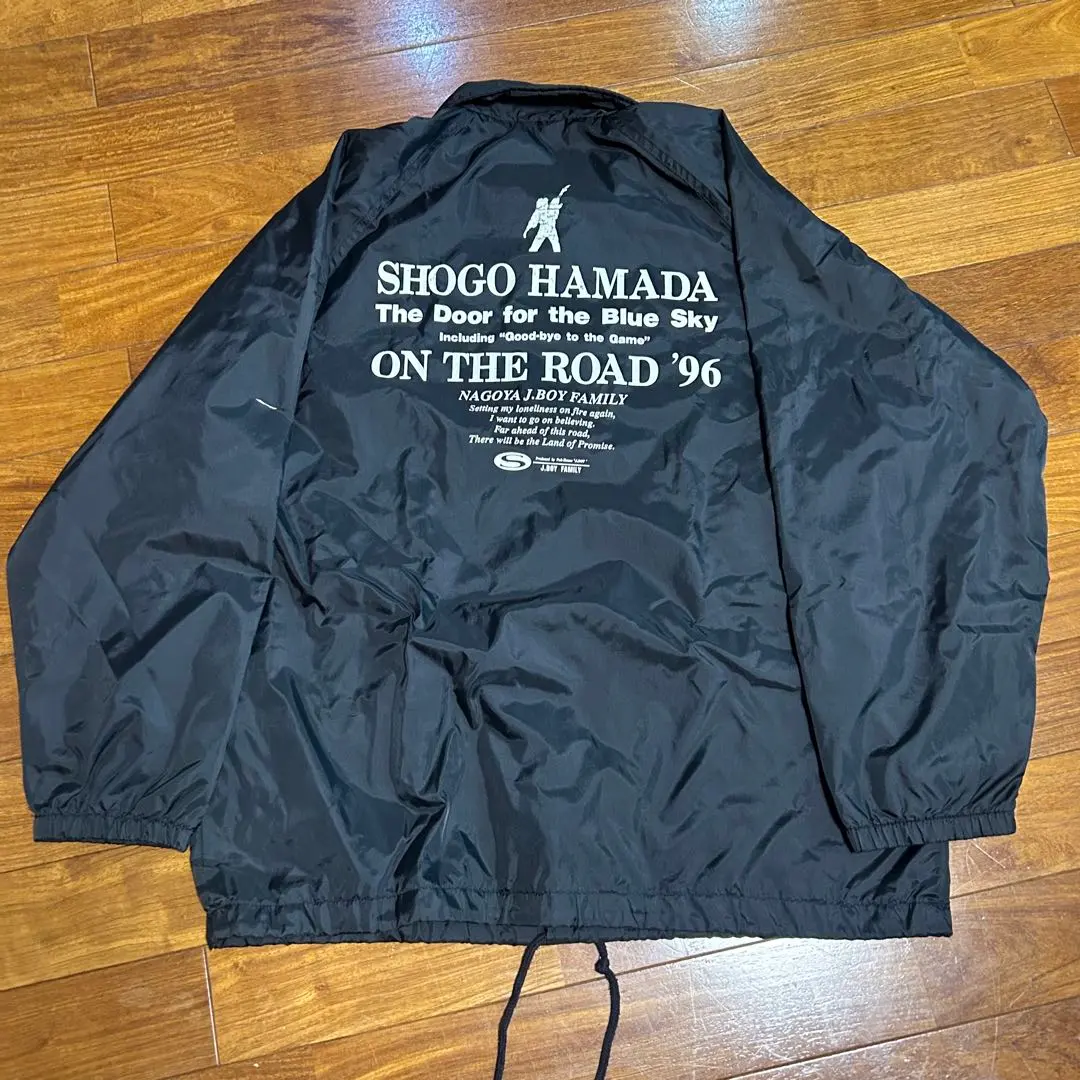 SHOGO HAMADA
The Door for the Blue Sky
Including "Good-bye to the Game"
ON THE ROAD '96
NAGOYA J.BOY FAMILY
Setting my loneliness on fire again,
I want to go on believing.
Far ahead of this road,
There will be the Land of Promise.
S
Produced by
J.BOY FAMILY